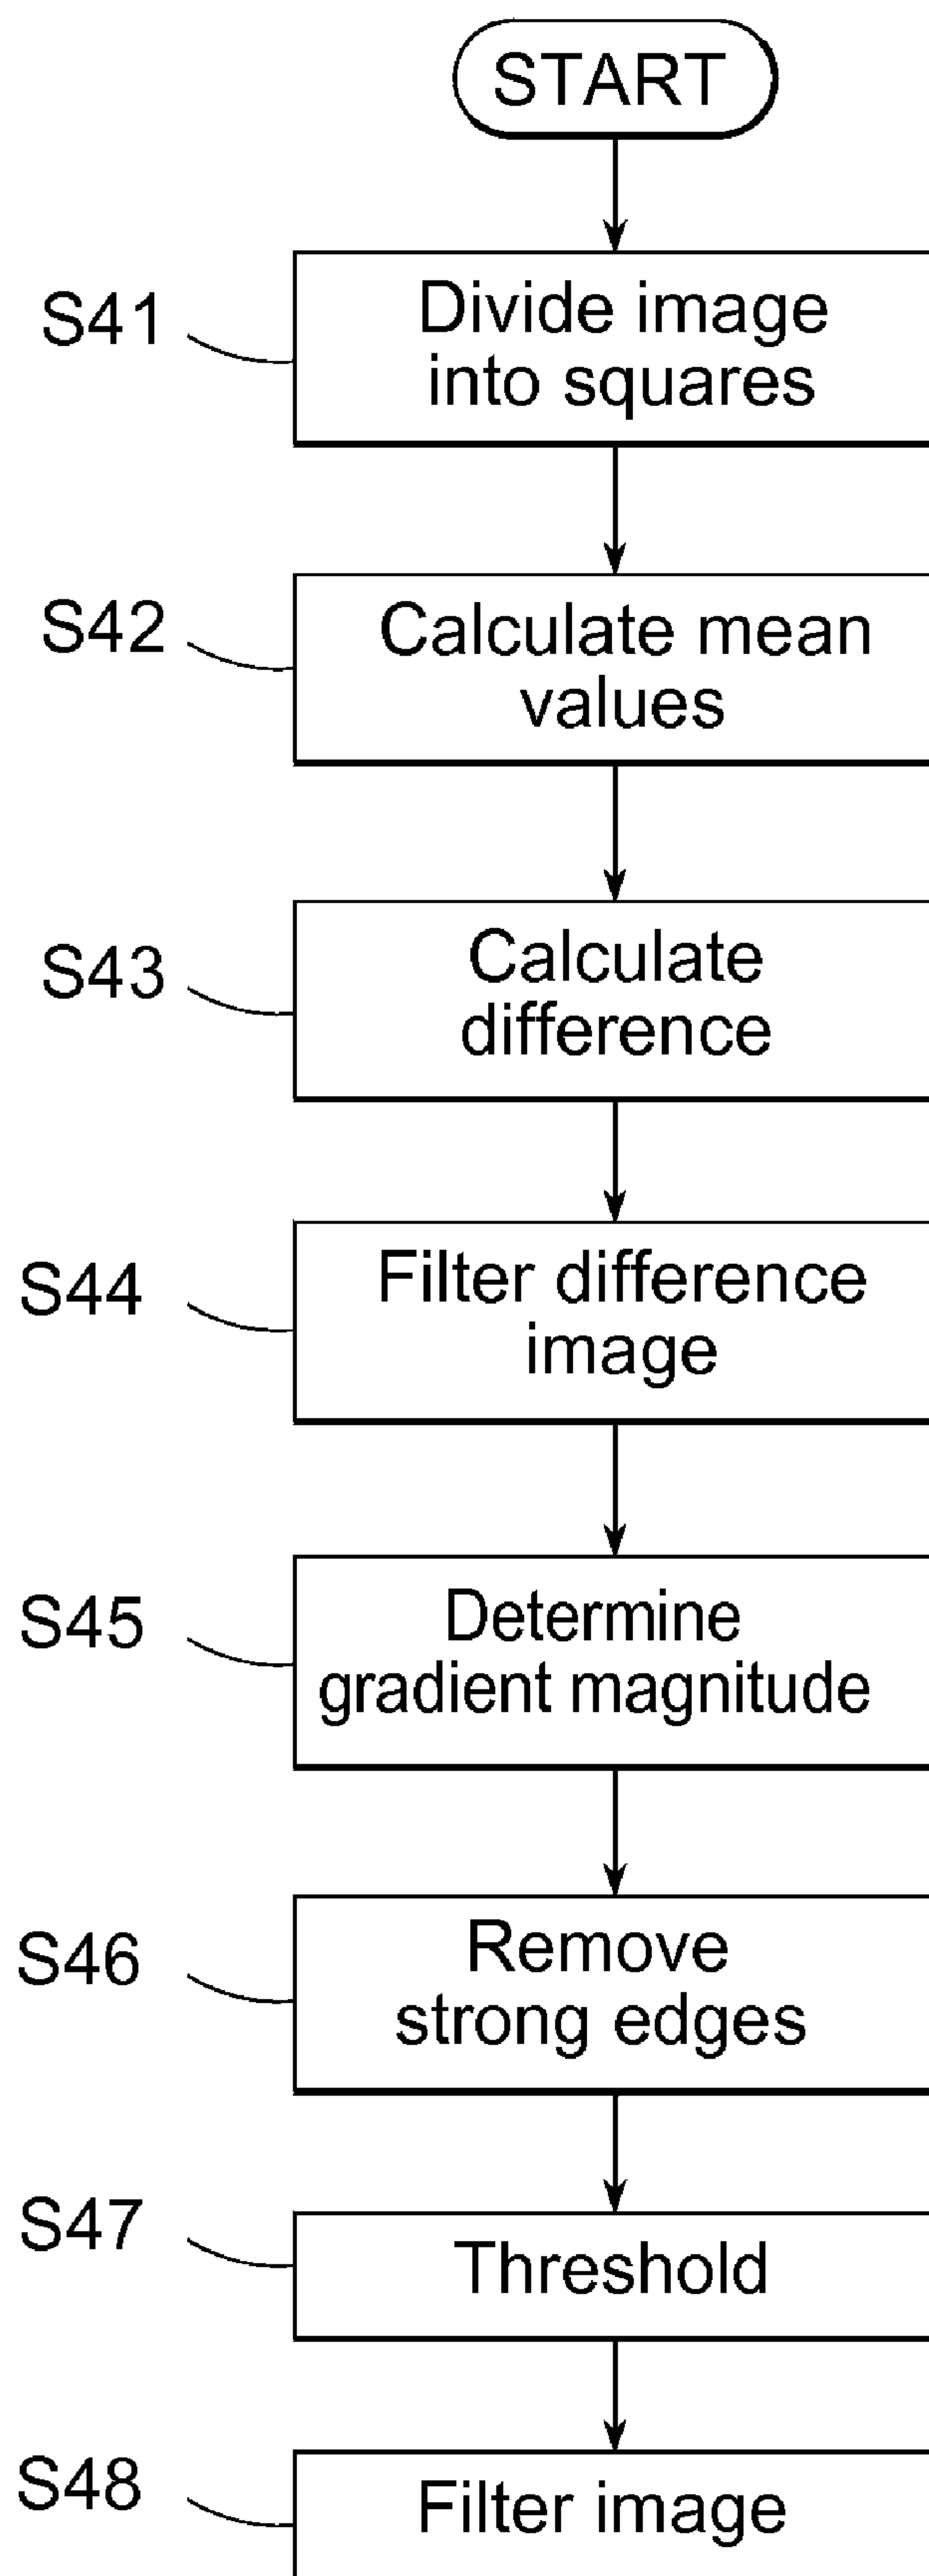 START
S41
Divide image
into squares
S42
Calculate mean
values
S43
Calculate
difference
S44
Filter difference
image
S45
Determine
gradient magnitude
S46
Remove
strong edges
S47
Threshold
S48
Filter image